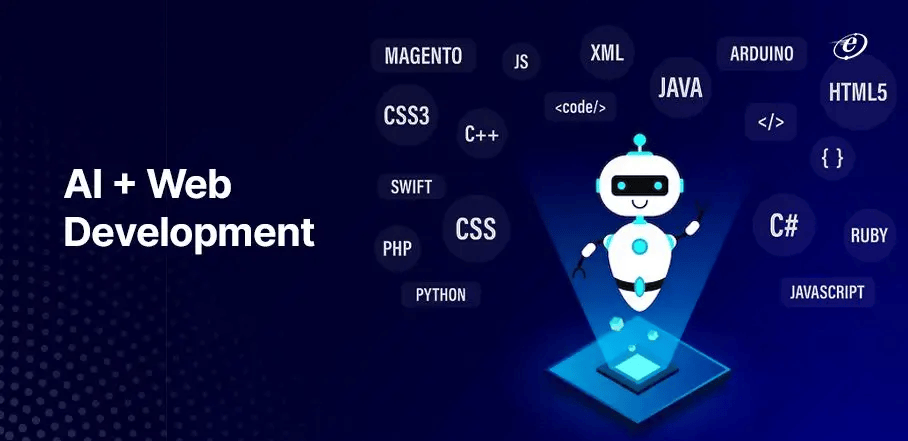 AI + Web
Development
MAGENTO
JS
XML
ARDUINO
e
CSS3
C++
<code/>
JAVA
</>
HTML5
{ }
SWIFT
PHP
CSS
C#
RUBY
PYTHON
JAVASCRIPT